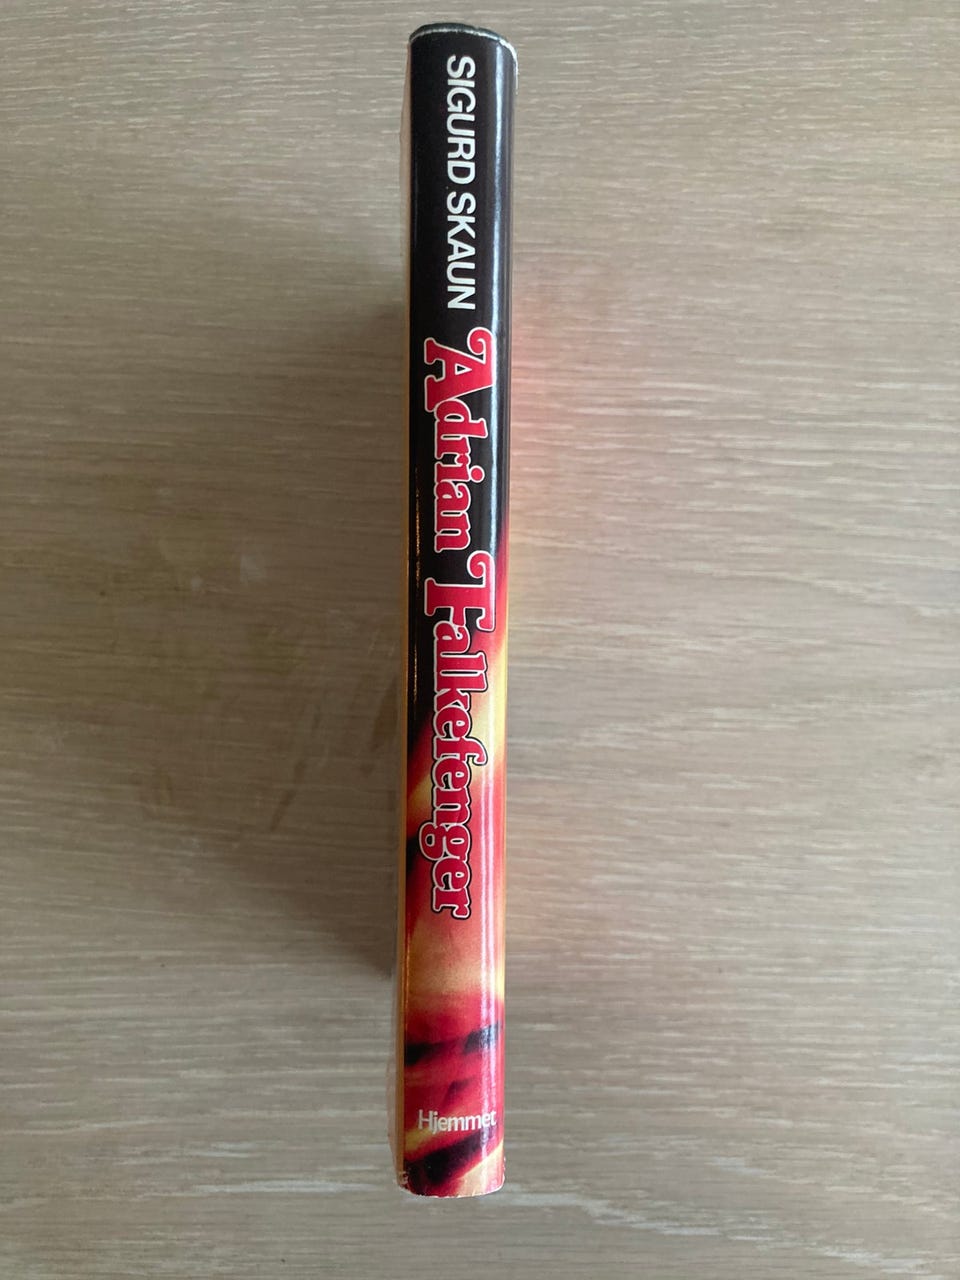 SIGURD SKAUN
Adrian Falkefenger
Hjemmet